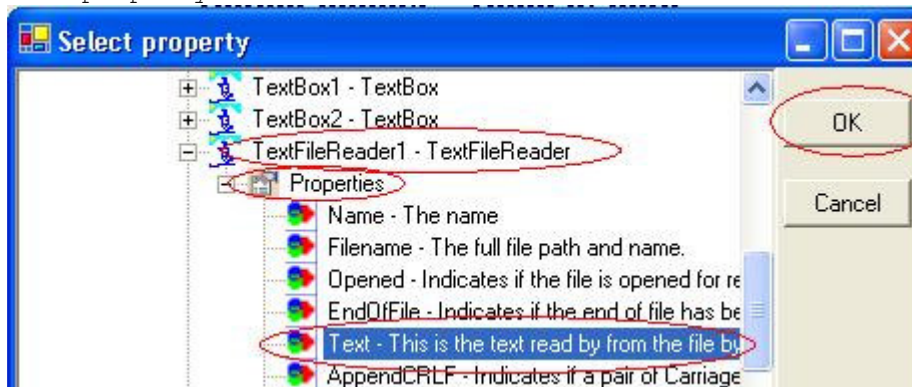 Select property
TextBox1 - TextBox
TextBox2 - TextBox
TextFileReader1 - TextFileReader
Properties
Name - The name
Filename - The full file path and name.
Opened - Indicates if the file is opened for re
EndOfFile - Indicates if the end of file has be
Text - This is the text read by from the file by
AppendCRLF - Indicates if a pair of Carriage
OK
Cancel